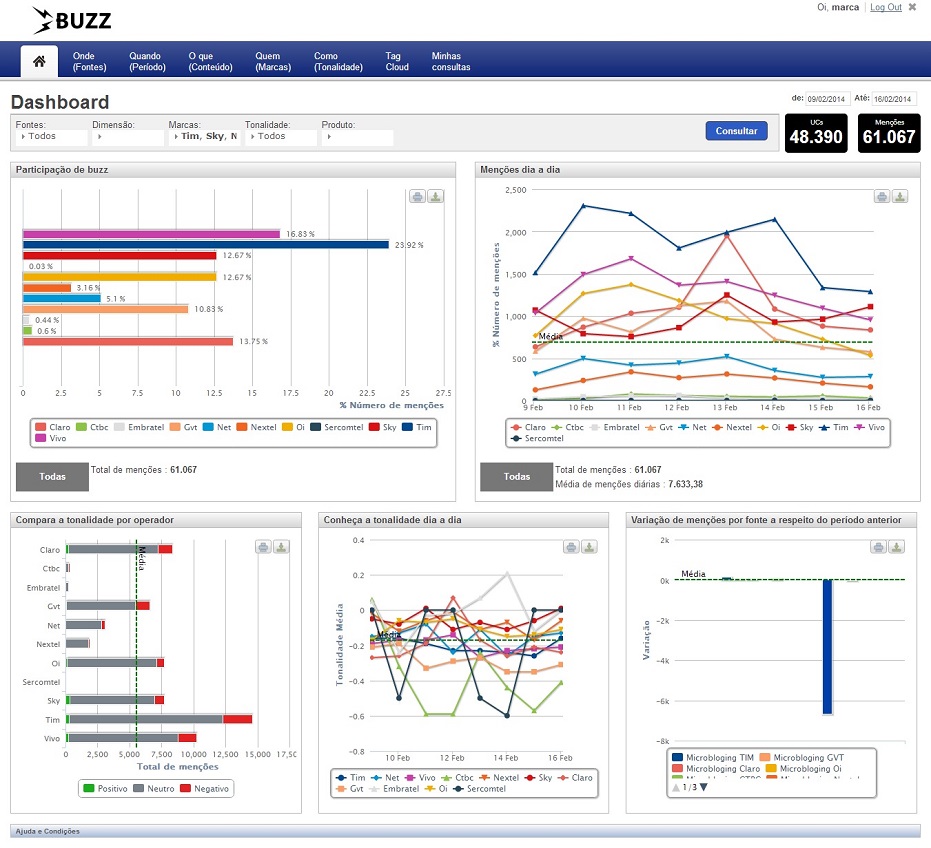 BUZZ
Oi, marca | Log Out ✖
Onde (Fontes)
Quando (Período)
O que (Conteúdo)
Quem (Marcas)
Como (Tonalidade)
Tag Cloud
Minhas consultas
Dashboard
de: 09/02/2014 Até: 16/02/2014
Fontes: Dimensão: Marcas: Tonalidade: Produto:
Todos Tim, Sky, N Todos
Consultar
UCs
48.390
Menções
61.067
Participação de buzz
16.83 %
23.92 %
12.67 %
0.03 %
12.67 %
3.16 %
5.1 %
10.83 %
0.44 %
0.6 %
13.75 %
0 2.5 5 7.5 10 12.5 15 17.5 20 22.5 25 27.5
% Número de menções
Claro Ctbc Embratel Gvt Net Nextel Oi Sercomtel Sky Tim
Vivo
Todas
Total de menções : 61.067
Menções dia a dia
% Número de menções
2,500
2,000
1,500
1,000
500
0
Média
9 Feb 10 Feb 11 Feb 12 Feb 13 Feb 14 Feb 15 Feb 16 Feb
Claro Ctbc Embratel Gvt Net Nextel Oi Sky Tim Vivo
Sercomtel
Todas
Total de menções : 61.067
Média de menções diárias : 7.633,38
Compara a tonalidade por operador
Claro
Ctbc
Embratel
Gvt
Net
Nextel
Oi
Sercomtel
Sky
Tim
Vivo
Média
0 2,500 5,000 7,500 10,000 12,500 15,000 17,50
Total de menções
Positivo Neutro Negativo
Conheça a tonalidade dia a dia
Tonalidade Média
0.4
0.2
0
−0.2
−0.4
−0.6
−0.8
Média
10 Feb 12 Feb 14 Feb 16 Feb
Tim Net Vivo Ctbc Nextel Sky Claro
Gvt Embratel Oi Sercomtel
Variação de menções por fonte a respeito do período anterior
Variação
2k
0k
−2k
−4k
−6k
−8k
Média
Microbloging TIM Microbloging GVT
Microbloging Claro Microbloging Oi
1/3
Ajuda e Condições